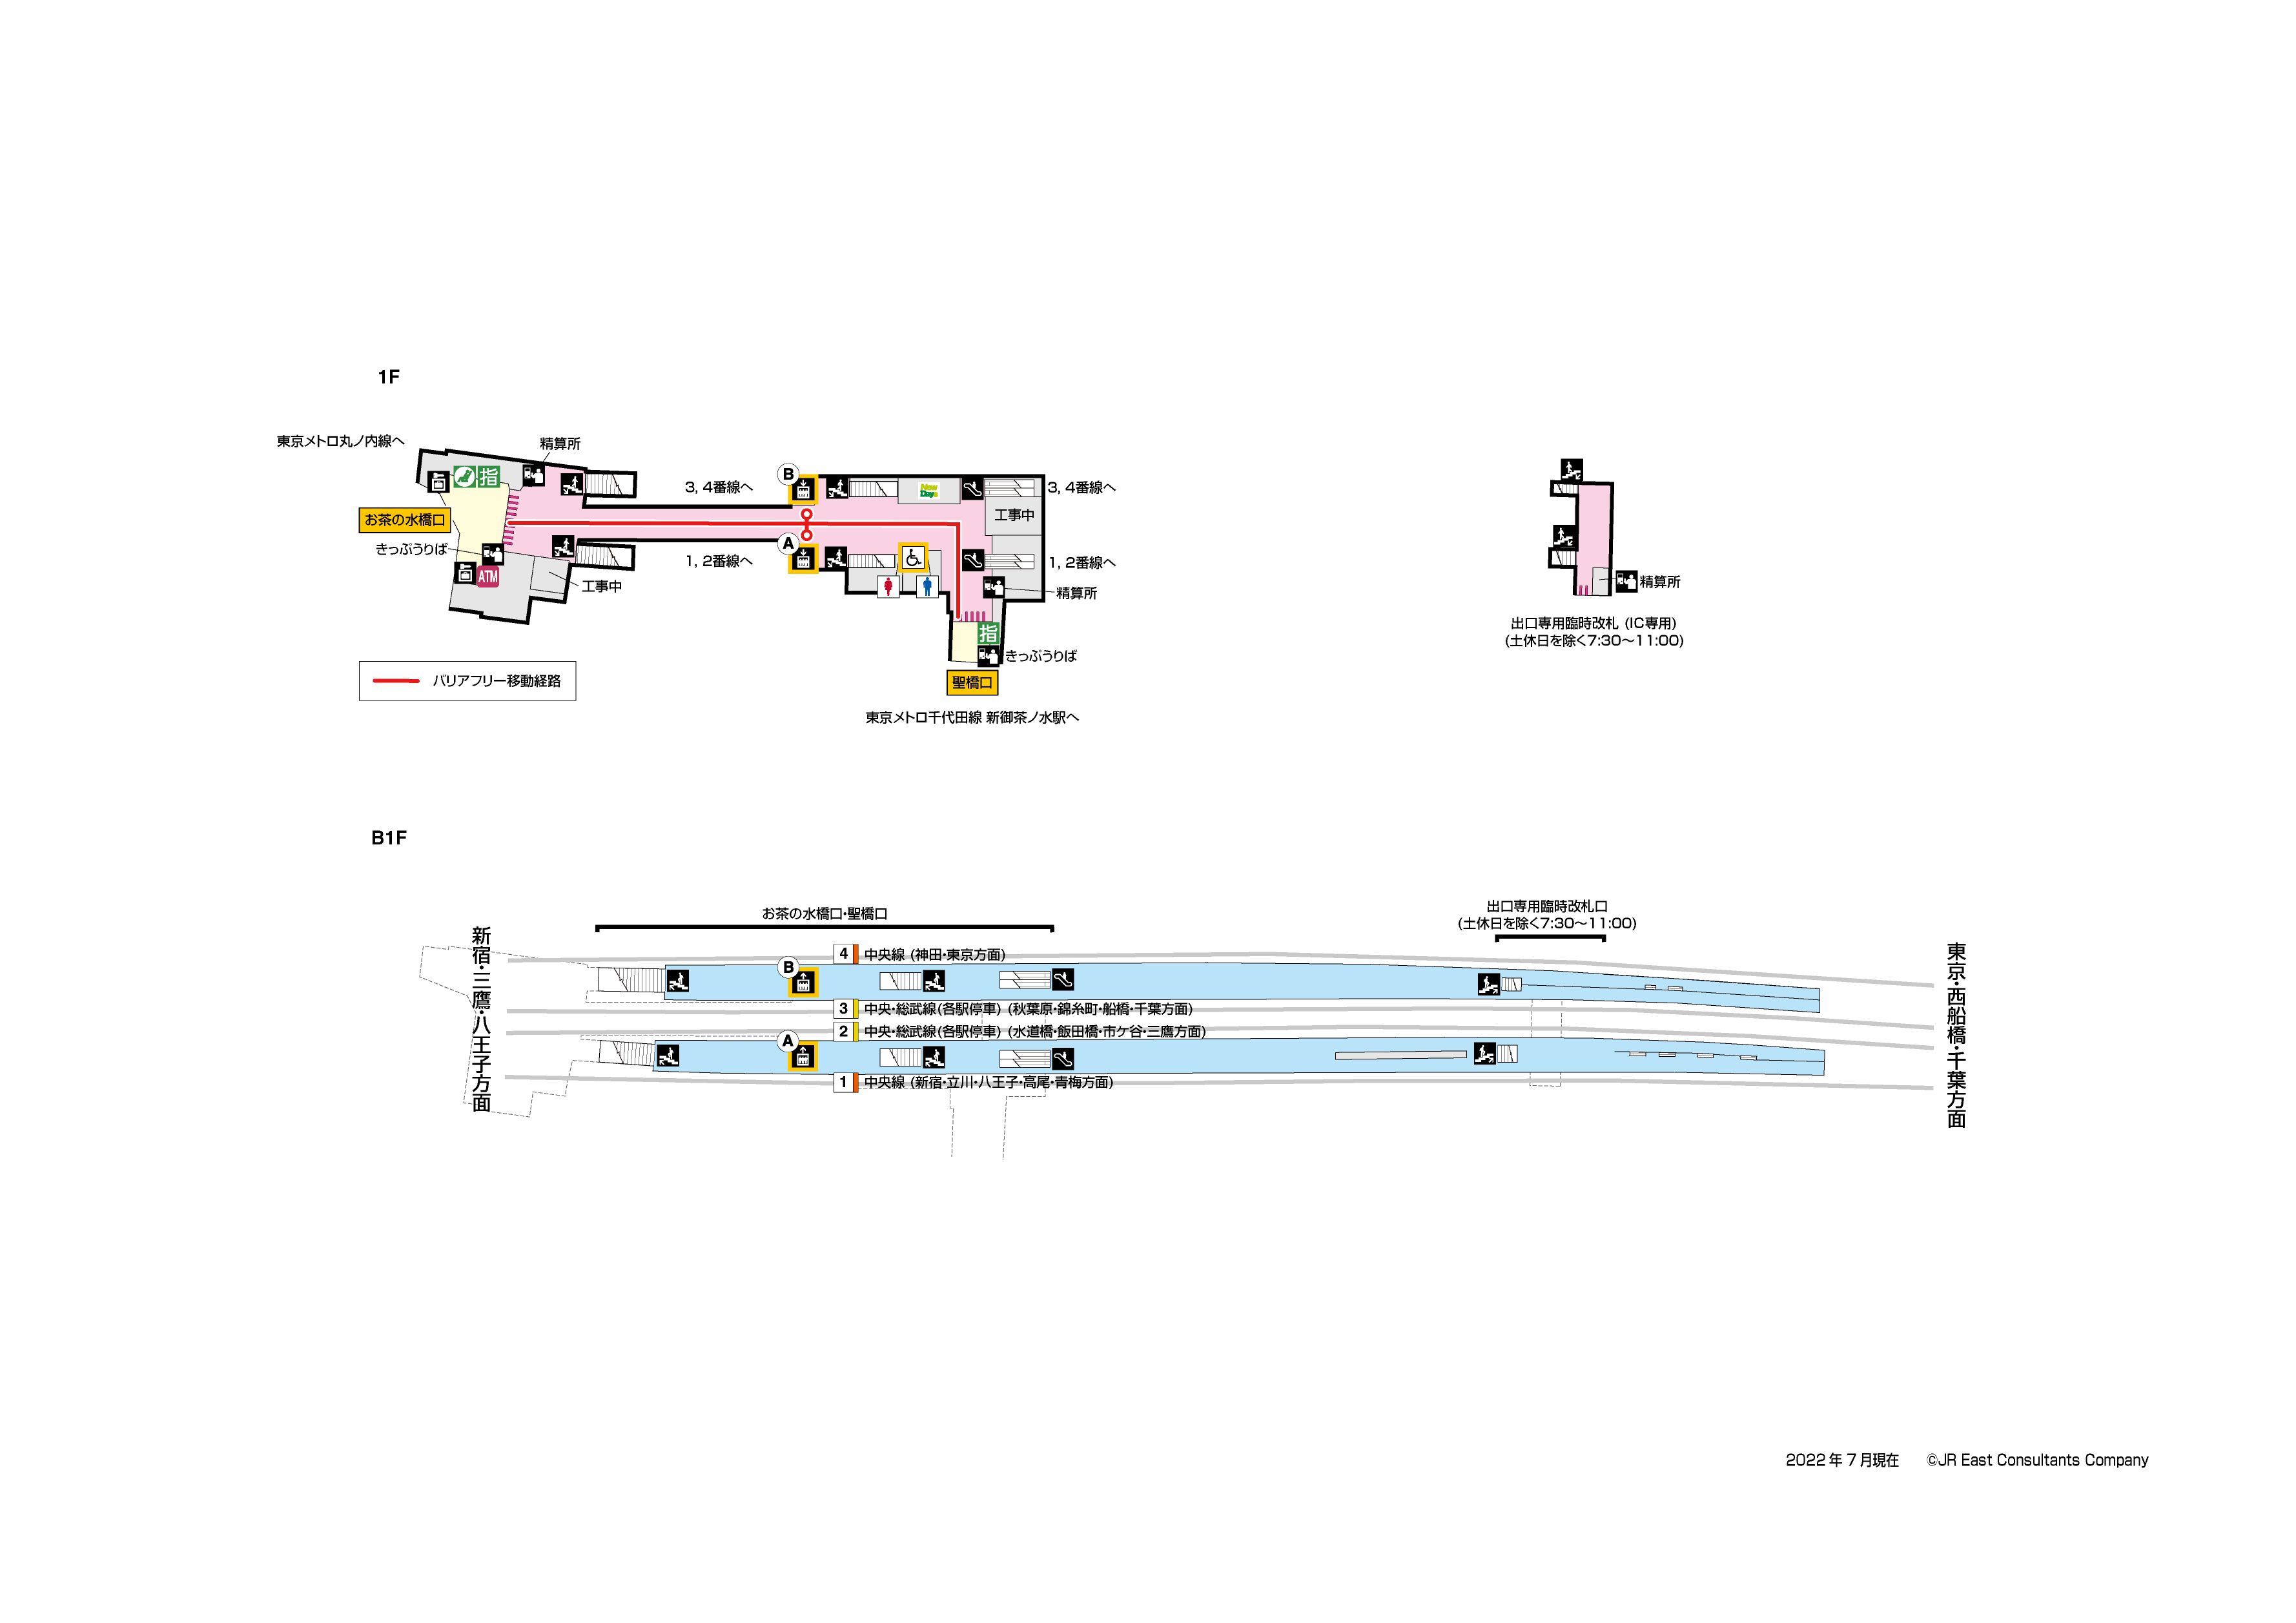 1F
東京メトロ丸ノ内線へ
精算所
指
お茶の水橋口
きっぷうりば
ATM
工事中
3, 4番線へ
B
New Days
3, 4番線へ
工事中
A
1, 2番線へ
1, 2番線へ
精算所
指
きっぷうりば
聖橋口
東京メトロ千代田線 新御茶ノ水駅へ
バリアフリー移動経路
精算所
出口専用臨時改札 (IC専用)
(土休日を除く7:30〜11:00)
B1F
お茶の水橋口・聖橋口
出口専用臨時改札口
(土休日を除く7:30〜11:00)
新宿・三鷹・八王子方面
4 中央線 (神田・東京方面)
B
3 中央・総武線(各駅停車) (秋葉原・錦糸町・船橋・千葉方面)
2 中央・総武線(各駅停車) (水道橋・飯田橋・市ケ谷・三鷹方面)
A
1 中央線 (新宿・立川・八王子・高尾・青梅方面)
東京・西船橋・千葉方面
2022年7月現在 ©JR East Consultants Company